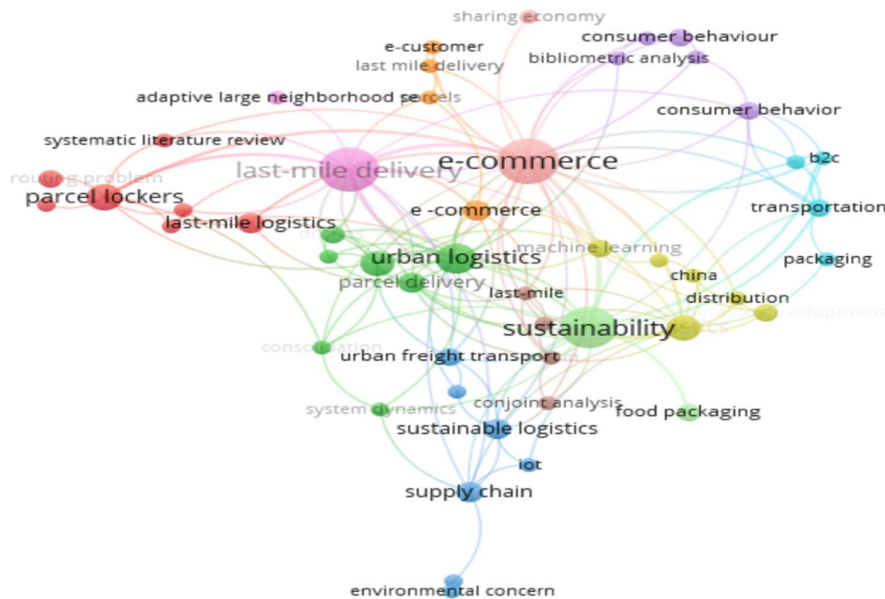 sharing economy
consumer behaviour
e-customer
bibliometric analysis
last mile delivery
adaptive large neighborhood se
parcels
consumer behavior
systematic literature review
e-commerce
b2c
last-mile delivery
routing problem
parcel lockers
e -commerce
transportation
last-mile logistics
urban logistics
machine learning
packaging
parcel delivery
china
last-mile
distribution
sustainability
consolidation
urban freight transport
conjoint analysis
system dynamics
food packaging
sustainable logistics
iot
supply chain
environmental concern